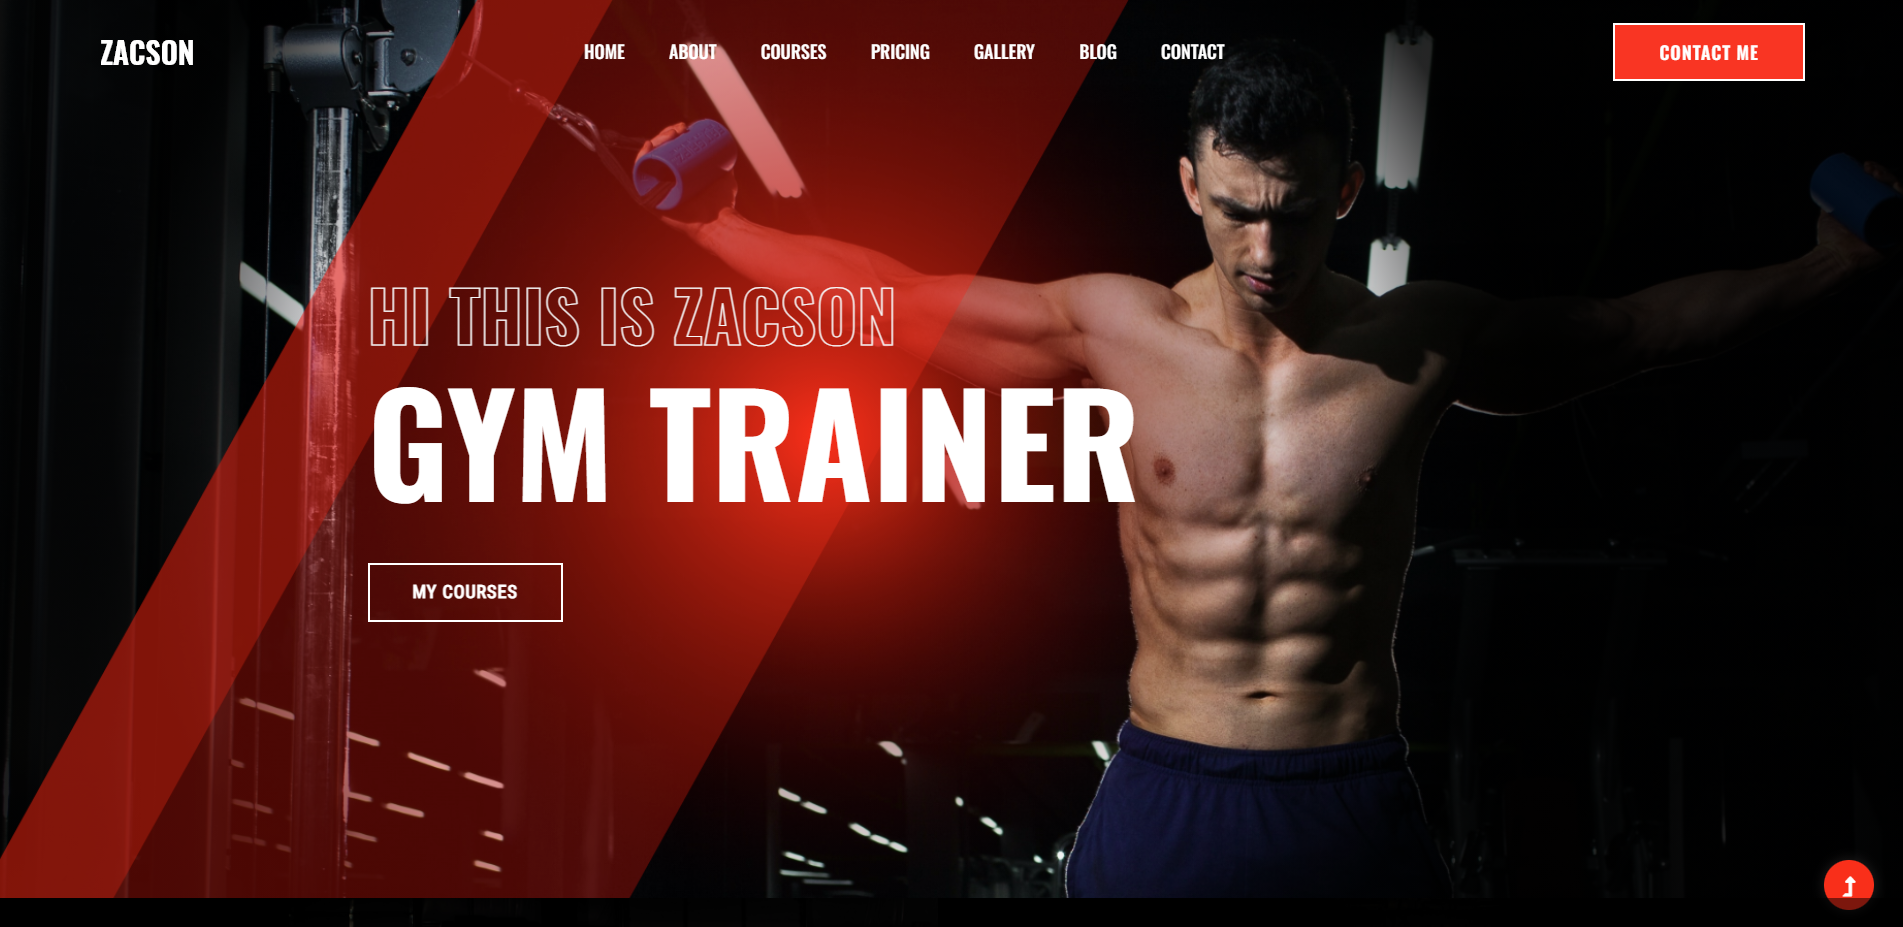 ZACSON
HOME ABOUT COURSES PRICING GALLERY BLOG CONTACT
CONTACT ME
HI THIS IS ZACSON
GYM TRAINER
MY COURSES